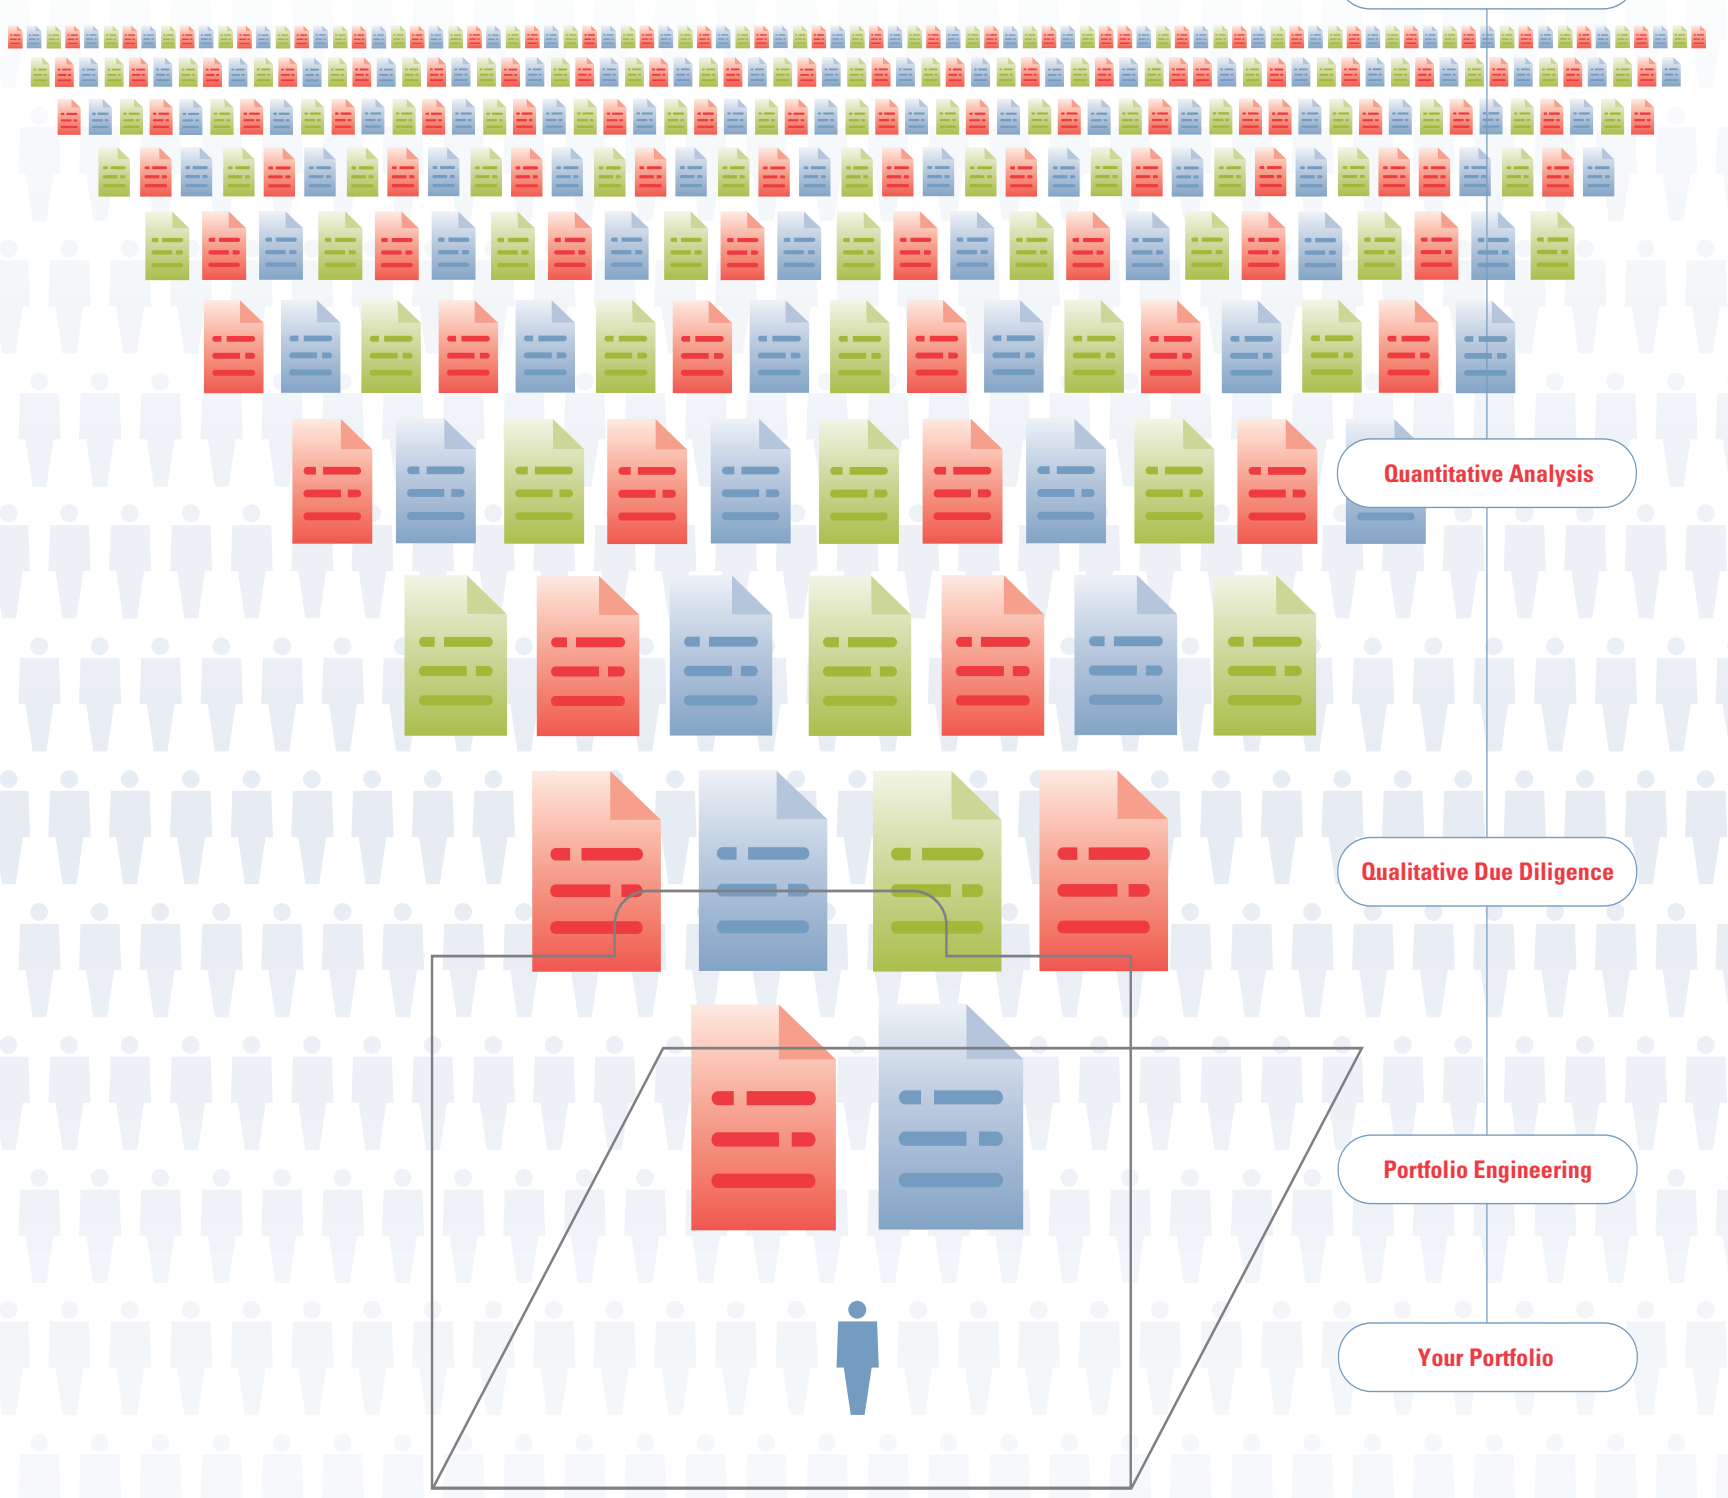 Quantitative Analysis
Qualitative Due Diligence
Portfolio Engineering
Your Portfolio